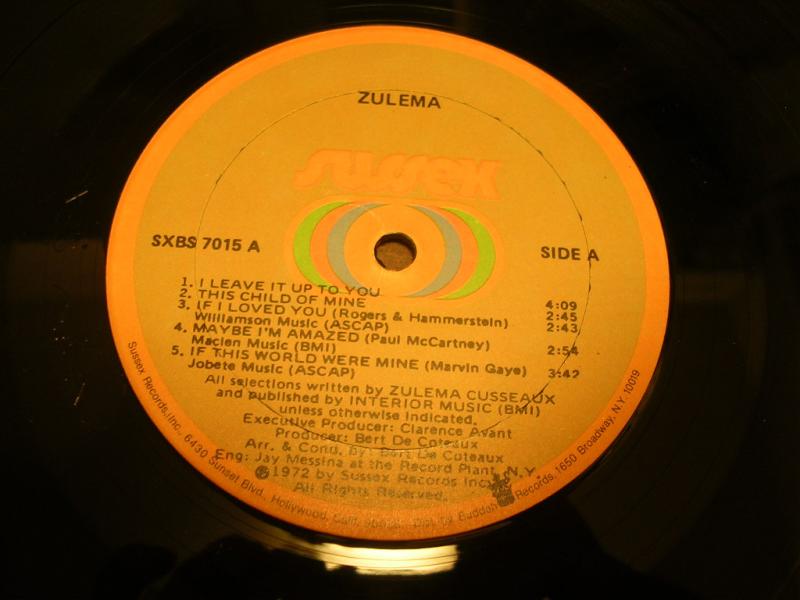 ZULEMA
sussex
SXBS 7015 A
SIDE A
1. I LEAVE IT UP TO YOU 4:09
2. THIS CHILD OF MINE 2:45
3. IF I LOVED YOU (Rogers & Hammerstein) 2:43
Williamson Music (ASCAP)
4. MAYBE I'M AMAZED (Paul McCartney) 2:54
Maclen Music (BMI)
5. IF THIS WORLD WERE MINE (Marvin Gaye) 3:42
Jobete Music (ASCAP)
All selections written by ZULEMA CUSSEAUX
and published by INTERIOR MUSIC (BMI)
unless otherwise indicated.
Executive Producer: Clarence Avant
Producer: Bert De Coteaux
Arr. & Cond. by: Bert De Coteaux
Eng: Jay Messina at the Record Plant, N.Y.
℗1972 by Sussex Records Inc.
All Rights Reserved.
Sussex Records, Inc., 6430 Sunset Blvd., Hollywood, Calif. Dist. by Buddah Records, 1650 Broadway, N.Y. 10019